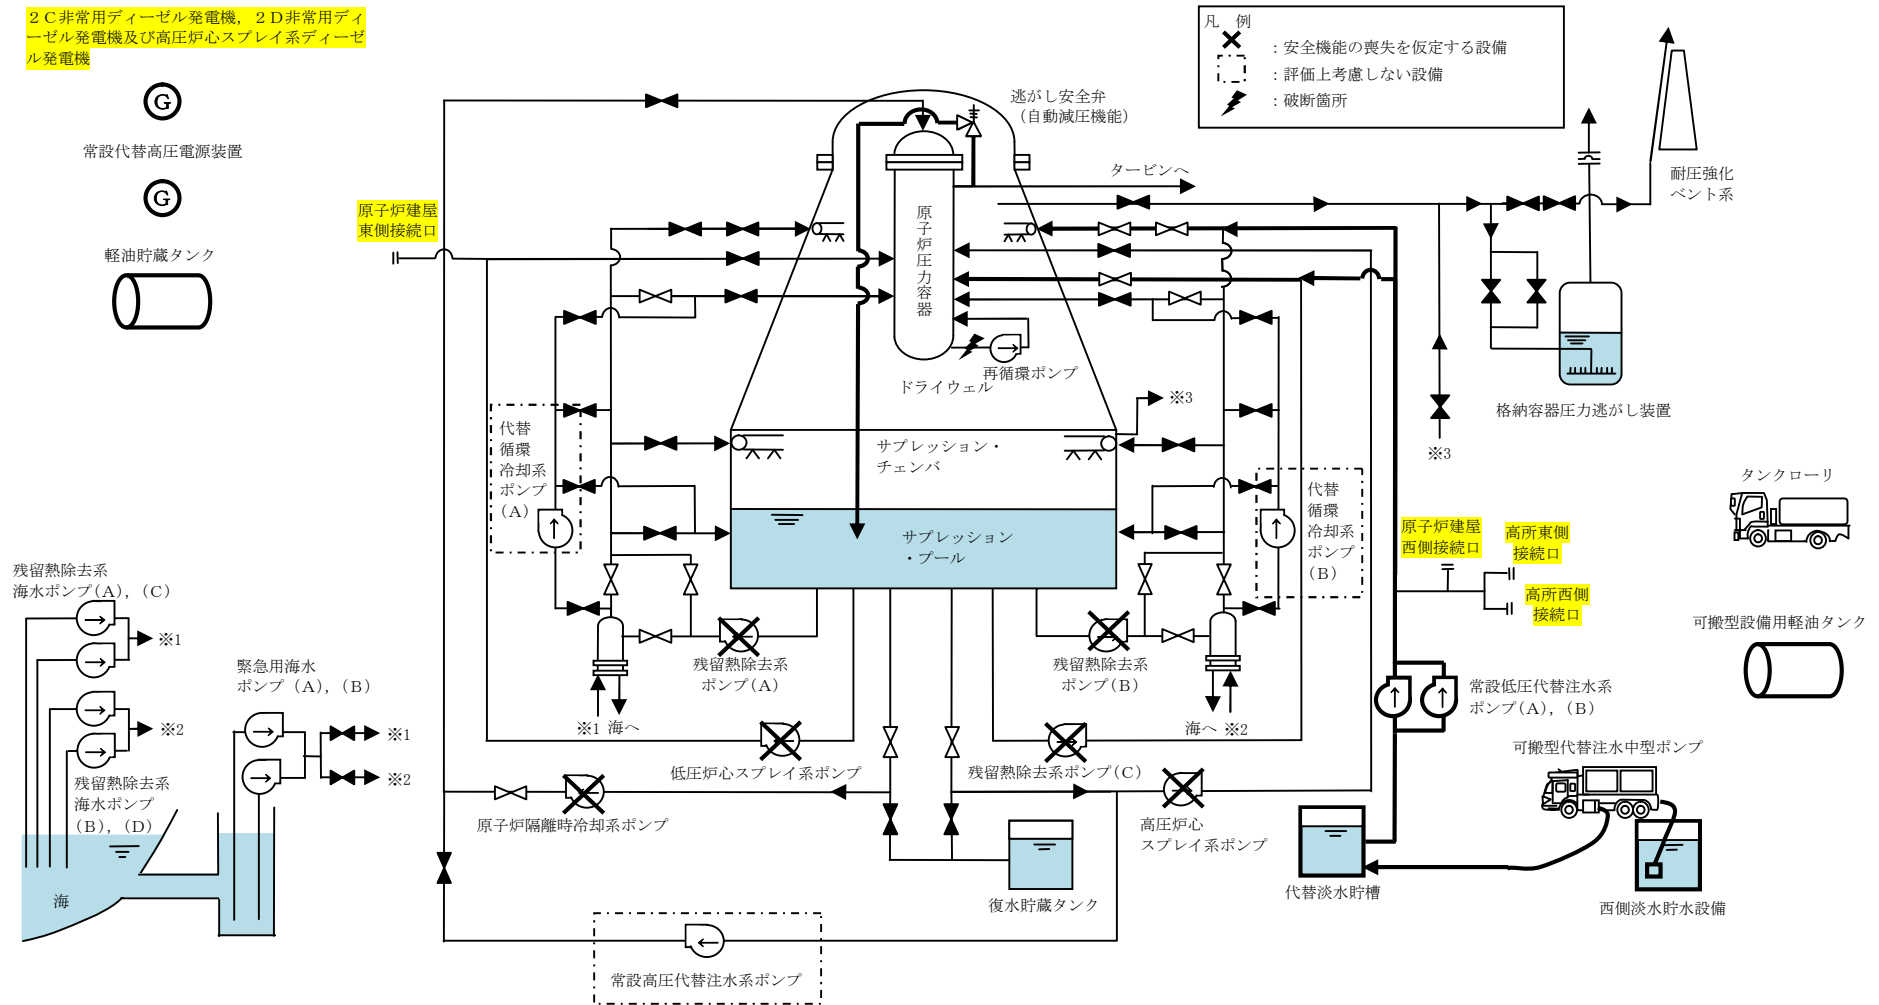 ２Ｃ非常用ディーゼル発電機，２Ｄ非常用ディ
ーゼル発電機及び高圧炉心スプレイ系ディーゼ
ル発電機
G
常設代替高圧電源装置
G
軽油貯蔵タンク
原子炉建屋
東側接続口
逃がし安全弁
（自動減圧機能）
凡　例
：安全機能の喪失を仮定する設備
：評価上考慮しない設備
：破断箇所
タービンへ
耐圧強化
ベント系
原子炉圧力容器
再循環ポンプ
ドライウェル
※3
格納容器圧力逃がし装置
※3
代替
循環
冷却系
ポンプ
（A）
サプレッション・
チェンバ
サプレッション
・プール
代替
循環
冷却系
ポンプ
（B）
タンクローリ
原子炉建屋
西側接続口
高所東側
接続口
高所西側
接続口
可搬型設備用軽油タンク
残留熱除去系
海水ポンプ(A)，(C)
※1
※2
残留熱除去系
海水ポンプ
(B)，(D)
海
緊急用海水
ポンプ（A），（B）
※1
※2
残留熱除去系
ポンプ(A)
残留熱除去系
ポンプ(B)
※1 海へ
海へ ※2
低圧炉心スプレイ系ポンプ
残留熱除去系ポンプ(C)
原子炉隔離時冷却系ポンプ
高圧炉心
スプレイ系ポンプ
常設低圧代替注水系
ポンプ(A)，(B)
可搬型代替注水中型ポンプ
復水貯蔵タンク
代替淡水貯槽
西側淡水貯水設備
常設高圧代替注水系ポンプ